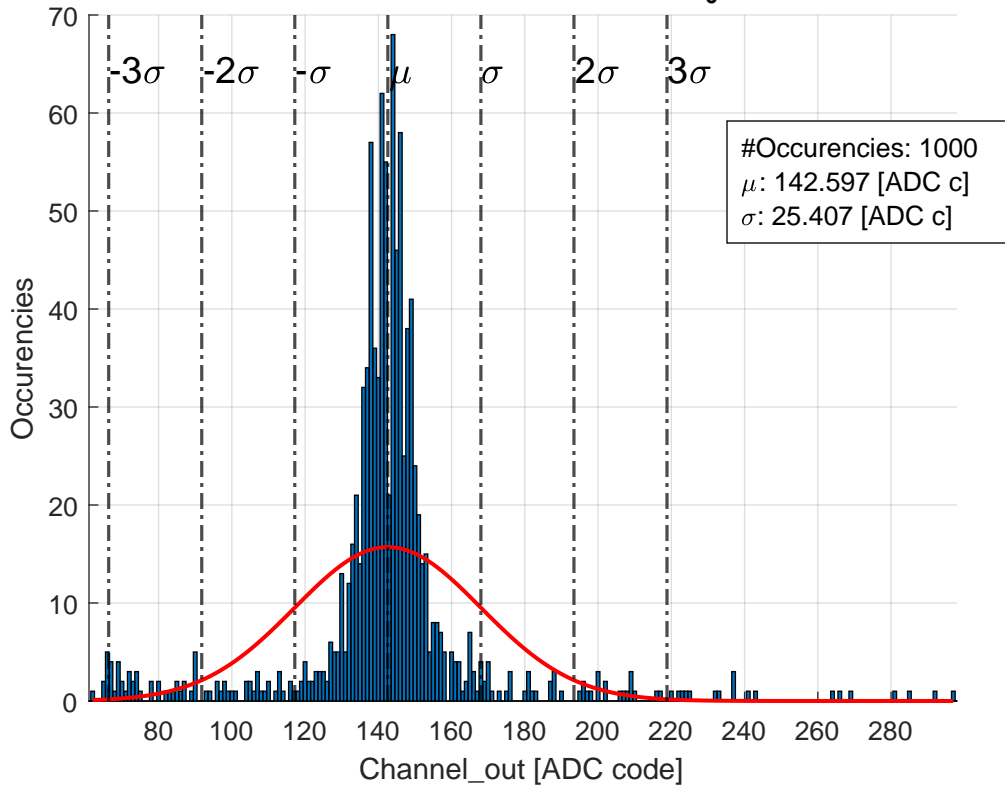 70
60
50
40
30
20
10
0
-3σ -2σ -σ μ σ 2σ 3σ
#Occurencies: 1000
μ: 142.597 [ADC c]
σ: 25.407 [ADC c]
Occurencies
80 100 120 140 160 180 200 220 240 260 280
Channel_out [ADC code]